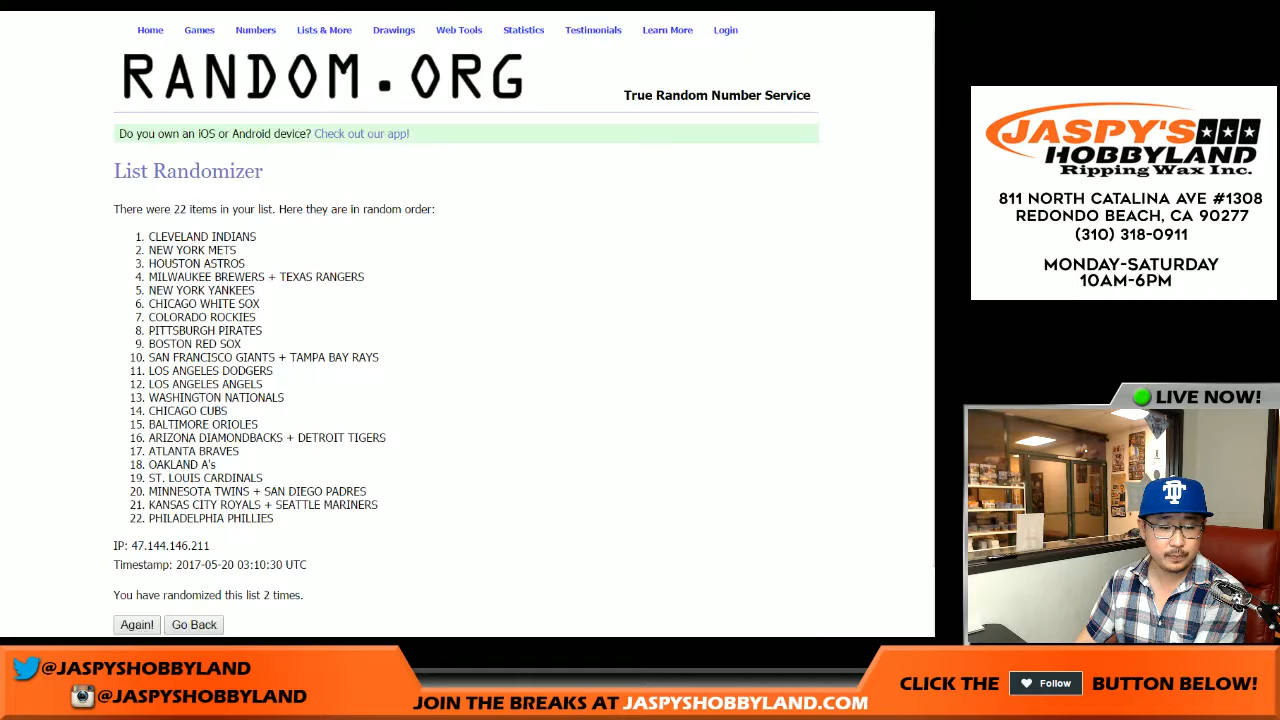 Home Games Numbers Lists & More Drawings Web Tools Statistics Testimonials Learn More Login
RANDOM.ORG
True Random Number Service
Do you own an iOS or Android device? Check out our app!
List Randomizer
There were 22 items in your list. Here they are in random order:
1. CLEVELAND INDIANS
2. NEW YORK METS
3. HOUSTON ASTROS
4. MILWAUKEE BREWERS + TEXAS RANGERS
5. NEW YORK YANKEES
6. CHICAGO WHITE SOX
7. COLORADO ROCKIES
8. PITTSBURGH PIRATES
9. BOSTON RED SOX
10. SAN FRANCISCO GIANTS + TAMPA BAY RAYS
11. LOS ANGELES DODGERS
12. LOS ANGELES ANGELS
13. WASHINGTON NATIONALS
14. CHICAGO CUBS
15. BALTIMORE ORIOLES
16. ARIZONA DIAMONDBACKS + DETROIT TIGERS
17. ATLANTA BRAVES
18. OAKLAND A's
19. ST. LOUIS CARDINALS
20. MINNESOTA TWINS + SAN DIEGO PADRES
21. KANSAS CITY ROYALS + SEATTLE MARINERS
22. PHILADELPHIA PHILLIES
IP: 47.144.146.211
Timestamp: 2017-05-20 03:10:30 UTC
You have randomized this list 2 times.
Again! Go Back
JASPY'S
HOBBYLAND
Ripping Wax Inc.
811 NORTH CATALINA AVE #1308
REDONDO BEACH, CA 90277
(310) 318-0911
MONDAY-SATURDAY
10AM-6PM
LIVE NOW!
@JASPYSHOBBYLAND
@JASPYSHOBBYLAND
JOIN THE BREAKS AT JASPYSHOBBYLAND.COM
CLICK THE Follow BUTTON BELOW!